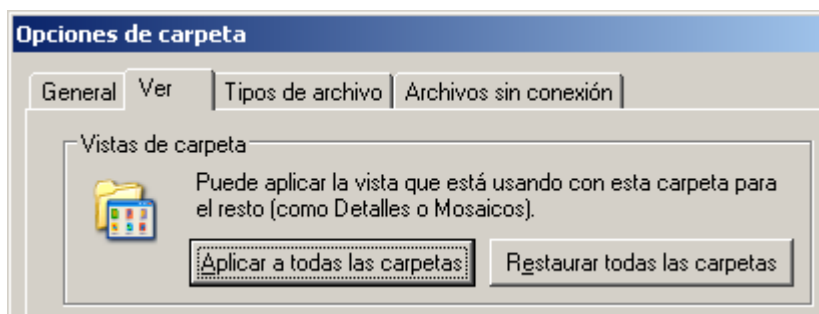 Opciones de carpeta
General Ver Tipos de archivo Archivos sin conexión
Vistas de carpeta
Puede aplicar la vista que está usando con esta carpeta para
el resto (como Detalles o Mosaicos).
Aplicar a todas las carpetas Restaurar todas las carpetas